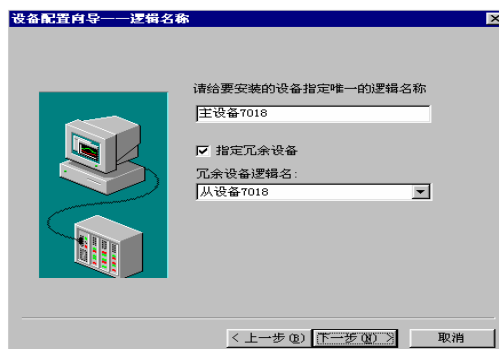 设备配置向导——逻辑名称
请给要安装的设备指定唯一的逻辑名称
主设备7018
指定冗余设备
冗余设备逻辑名:
从设备7018
< 上一步(B) 下一步(N) > 取消